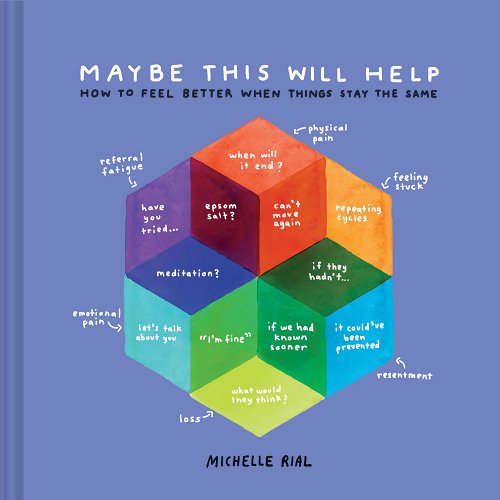 MAYBE THIS WILL HELP
HOW TO FEEL BETTER WHEN THINGS STAY THE SAME
physical
pain
referral
fatigue
when will
it end?
feeling
stuck
have
you
tried...
epsom
salt?
can't
move
again
repeating
cycles
meditation?
if they
hadn't...
emotional
pain
let's talk
about you
"I'm fine"
if we had
known
sooner
it could've
been
prevented
resentment
what would
they think?
loss
MICHELLE RIAL